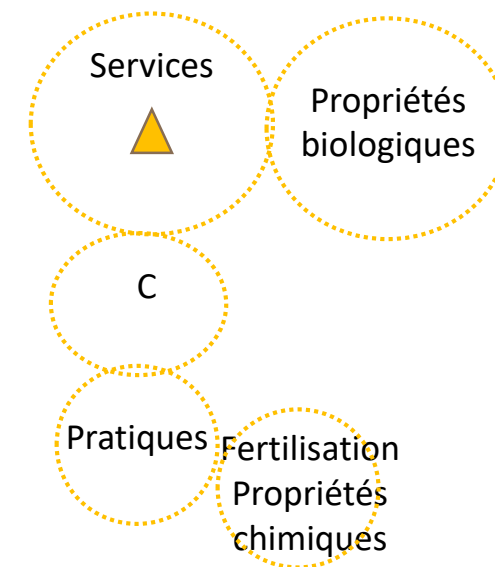 Services
Propriétés
biologiques
C
Pratiques
Fertilisation
Propriétés
chimiques